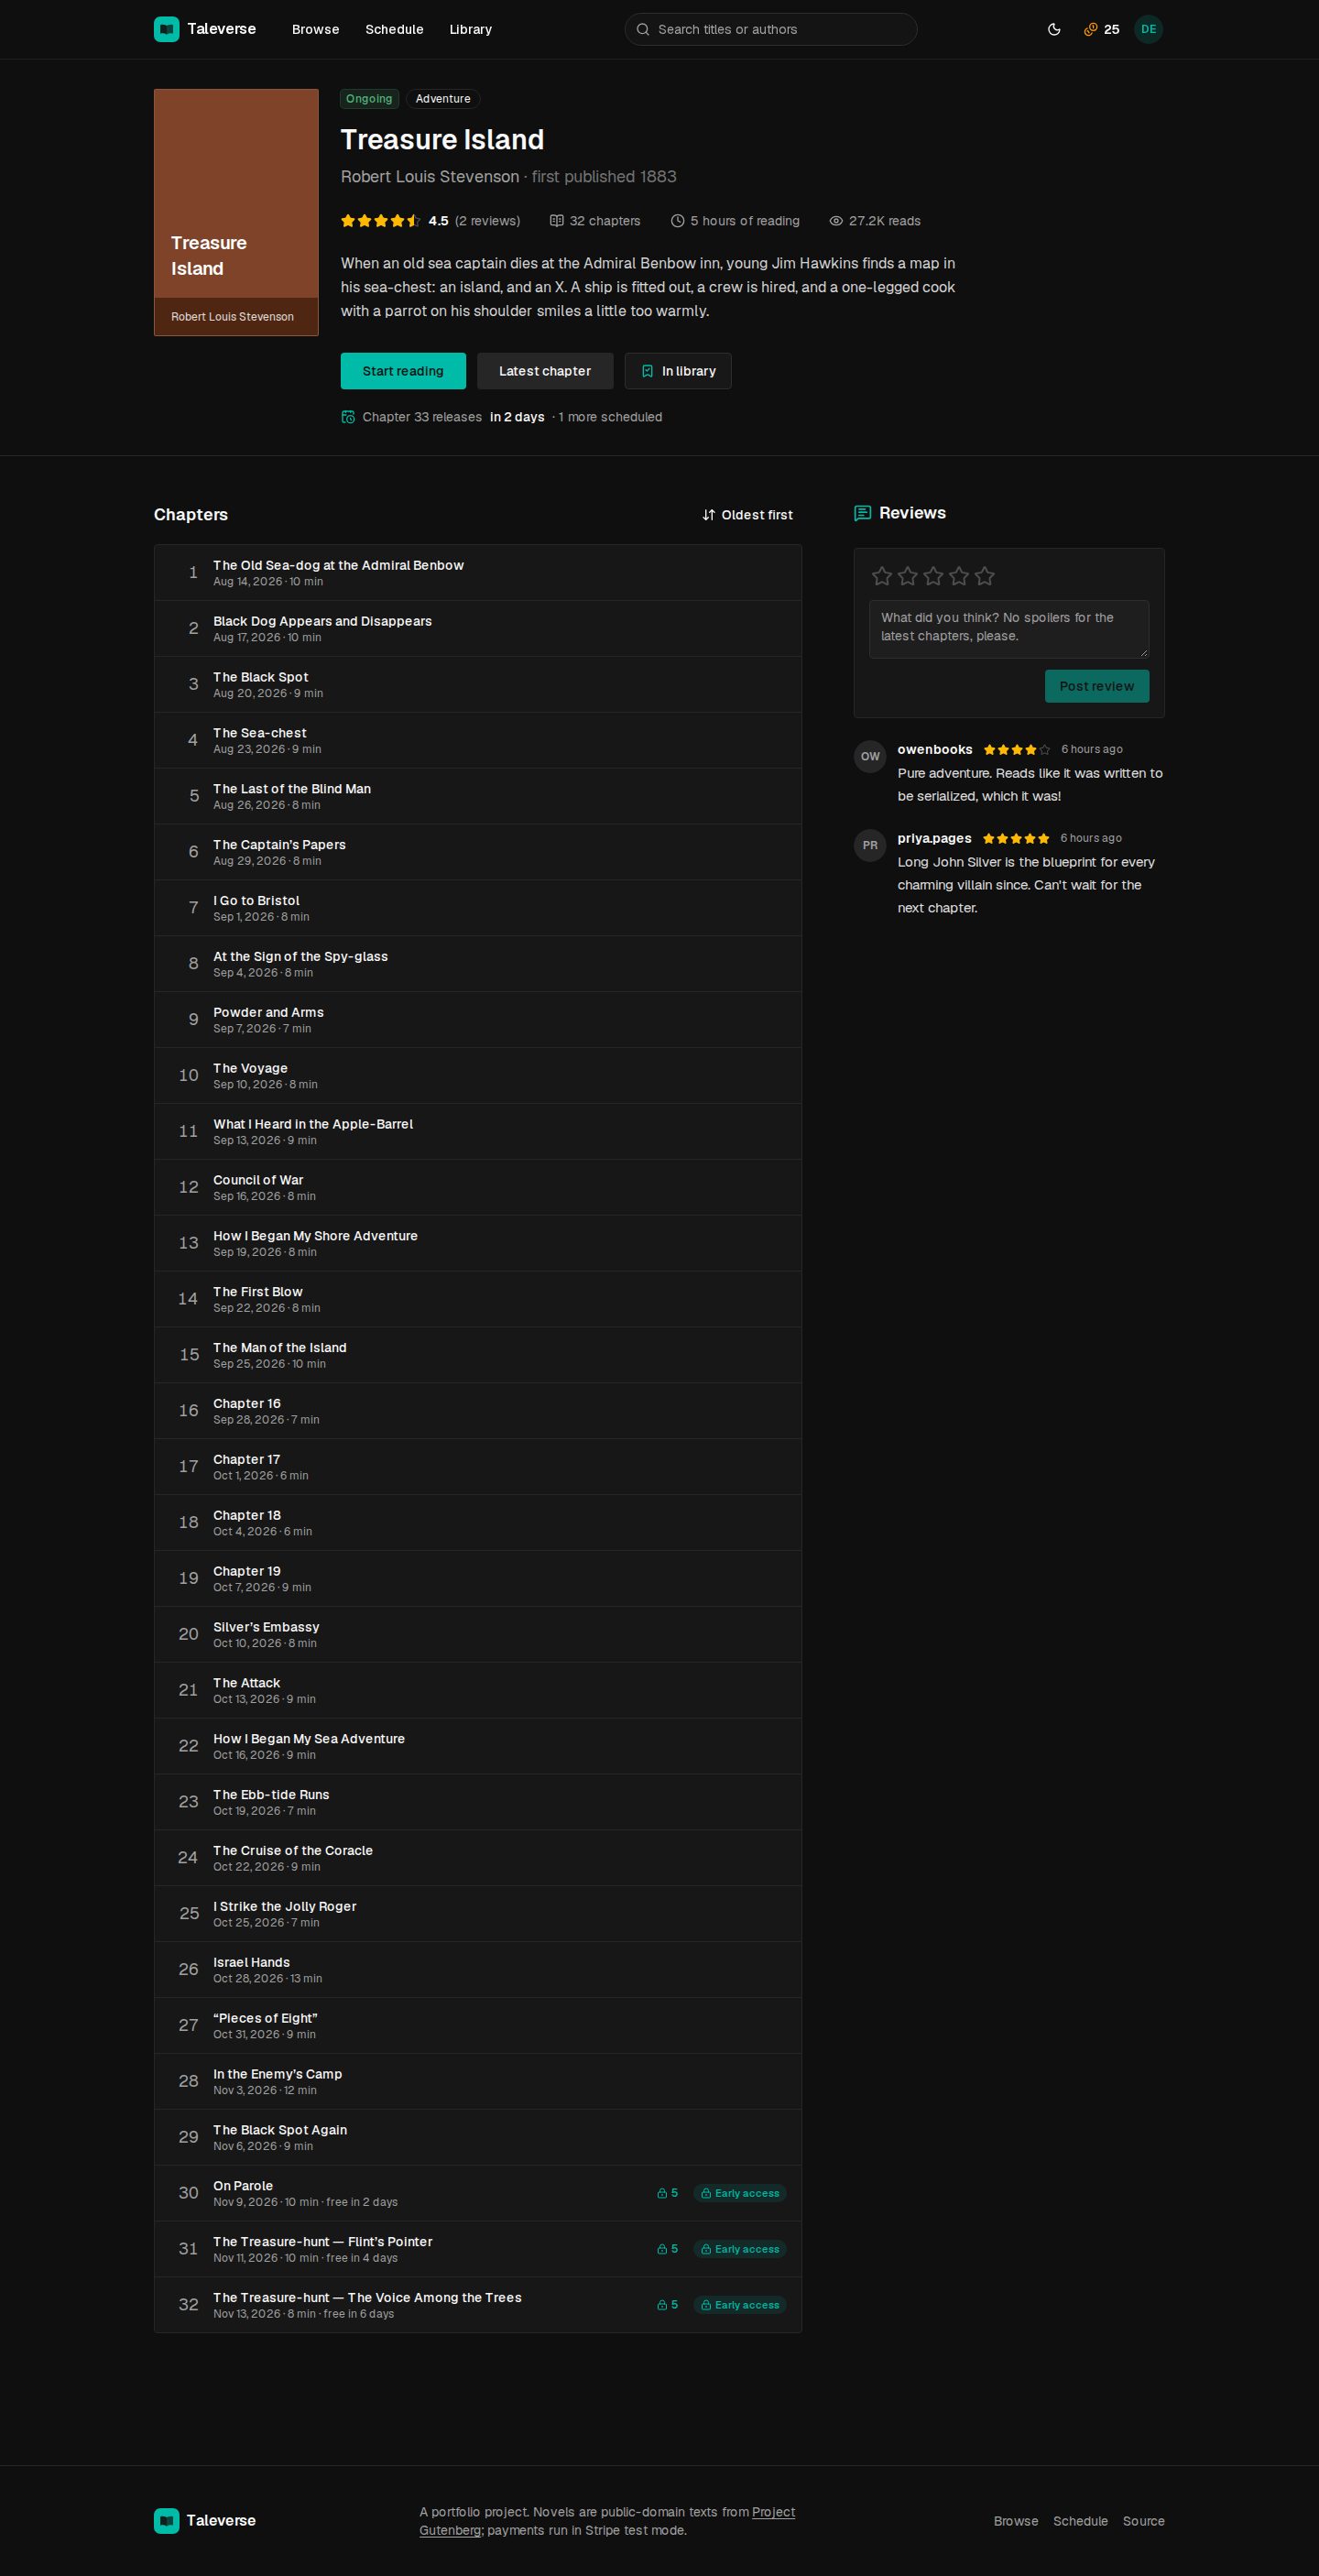 Taleverse
Browse
Schedule
Library
Search titles or authors
25
DE
Treasure
Island
Robert Louis Stevenson
Ongoing
Adventure
Treasure Island
Robert Louis Stevenson · first published 1883
4.5 (2 reviews)
32 chapters
5 hours of reading
27.2K reads
When an old sea captain dies at the Admiral Benbow inn, young Jim Hawkins finds a map in
his sea-chest: an island, and an X. A ship is fitted out, a crew is hired, and a one-legged cook
with a parrot on his shoulder smiles a little too warmly.
Start reading
Latest chapter
In library
Chapter 33 releases in 2 days · 1 more scheduled
Chapters
Oldest first
1
The Old Sea-dog at the Admiral Benbow
Aug 14, 2026 · 10 min
2
Black Dog Appears and Disappears
Aug 17, 2026 · 10 min
3
The Black Spot
Aug 20, 2026 · 9 min
4
The Sea-chest
Aug 23, 2026 · 9 min
5
The Last of the Blind Man
Aug 26, 2026 · 8 min
6
The Captain’s Papers
Aug 29, 2026 · 8 min
7
I Go to Bristol
Sep 1, 2026 · 8 min
8
At the Sign of the Spy-glass
Sep 4, 2026 · 8 min
9
Powder and Arms
Sep 7, 2026 · 7 min
10
The Voyage
Sep 10, 2026 · 8 min
11
What I Heard in the Apple-Barrel
Sep 13, 2026 · 9 min
12
Council of War
Sep 16, 2026 · 8 min
13
How I Began My Shore Adventure
Sep 19, 2026 · 8 min
14
The First Blow
Sep 22, 2026 · 8 min
15
The Man of the Island
Sep 25, 2026 · 10 min
16
Chapter 16
Sep 28, 2026 · 7 min
17
Chapter 17
Oct 1, 2026 · 6 min
18
Chapter 18
Oct 4, 2026 · 6 min
19
Chapter 19
Oct 7, 2026 · 9 min
20
Silver’s Embassy
Oct 10, 2026 · 8 min
21
The Attack
Oct 13, 2026 · 9 min
22
How I Began My Sea Adventure
Oct 16, 2026 · 9 min
23
The Ebb-tide Runs
Oct 19, 2026 · 7 min
24
The Cruise of the Coracle
Oct 22, 2026 · 9 min
25
I Strike the Jolly Roger
Oct 25, 2026 · 7 min
26
Israel Hands
Oct 28, 2026 · 13 min
27
“Pieces of Eight”
Oct 31, 2026 · 9 min
28
In the Enemy’s Camp
Nov 3, 2026 · 12 min
29
The Black Spot Again
Nov 6, 2026 · 9 min
30
On Parole
Nov 9, 2026 · 10 min · free in 2 days
5
Early access
31
The Treasure-hunt — Flint’s Pointer
Nov 11, 2026 · 10 min · free in 4 days
5
Early access
32
The Treasure-hunt — The Voice Among the Trees
Nov 13, 2026 · 8 min · free in 6 days
5
Early access
Reviews
What did you think? No spoilers for the
latest chapters, please.
Post review
OW
owenbooks
6 hours ago
Pure adventure. Reads like it was written to
be serialized, which it was!
PR
priya.pages
6 hours ago
Long John Silver is the blueprint for every
charming villain since. Can't wait for the
next chapter.
Taleverse
A portfolio project. Novels are public-domain texts from Project
Gutenberg; payments run in Stripe test mode.
Browse
Schedule
Source